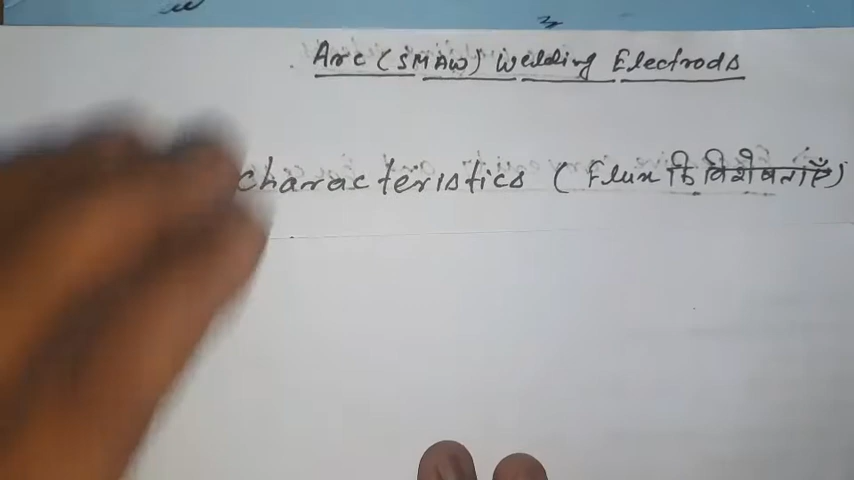 Arc (SMAW) Welding Electrods
characteristics (Flux कि विशेषताएँ)